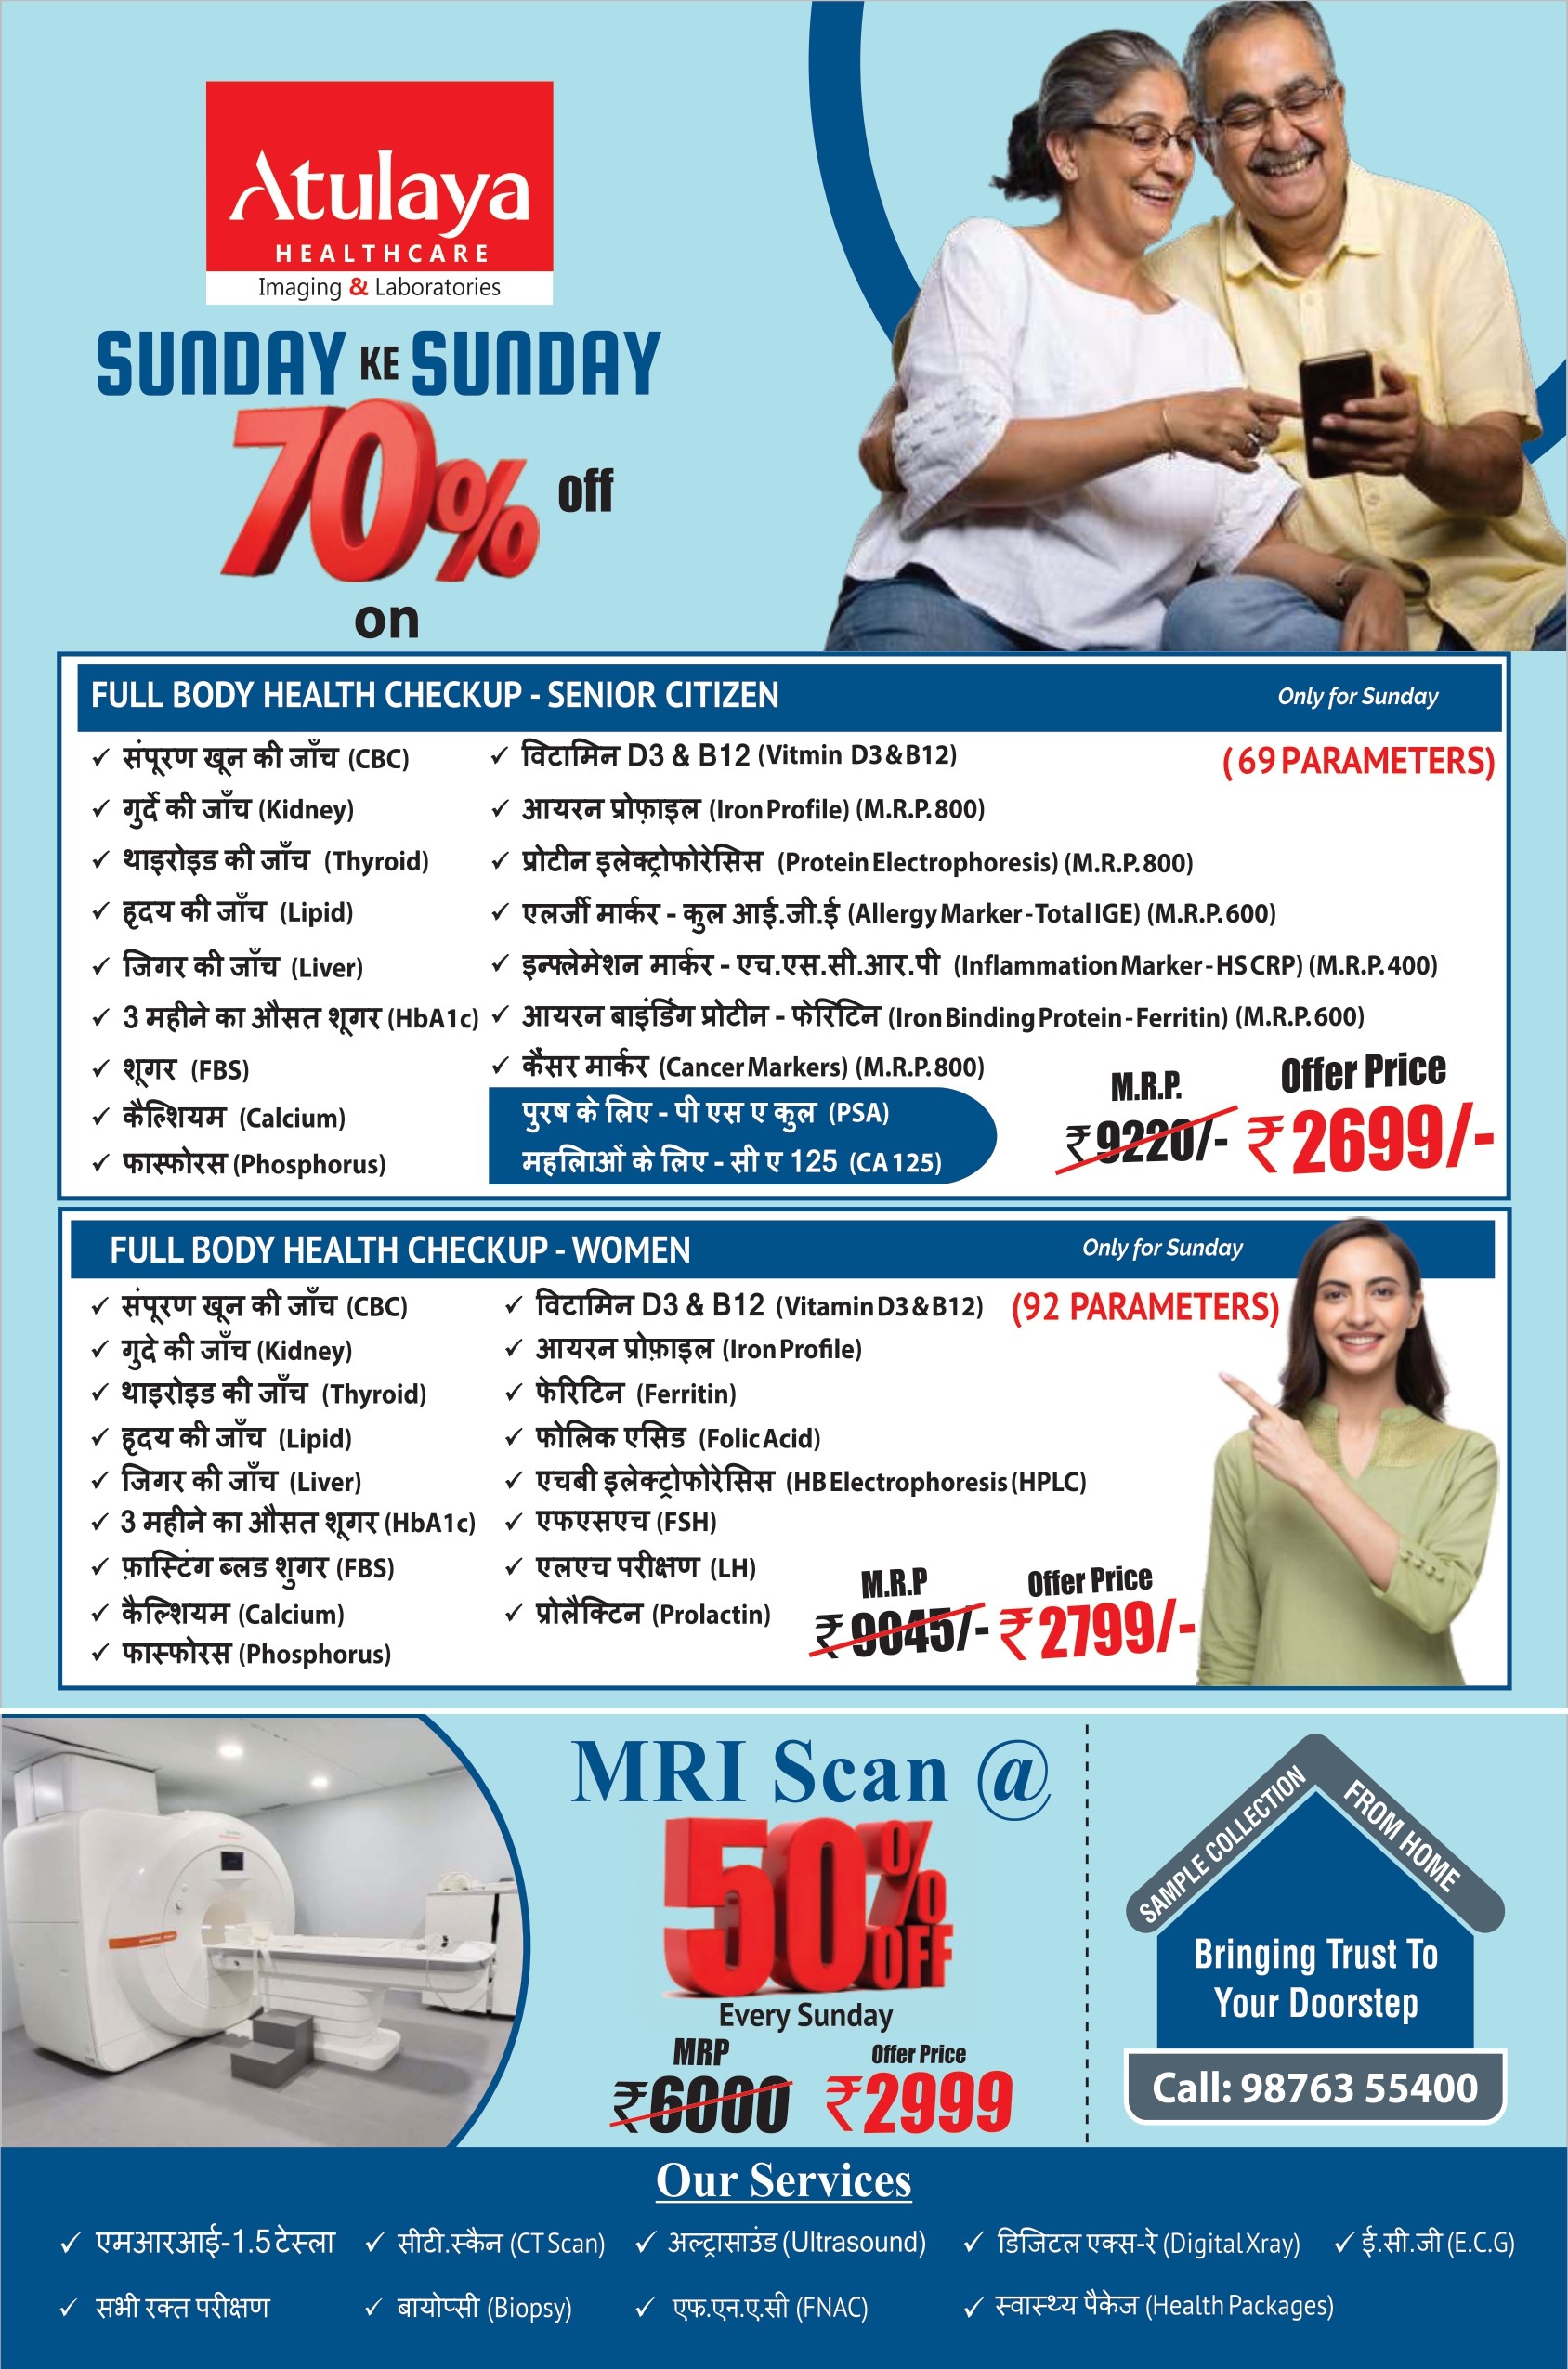 Atulaya
HEALTHCARE
Imaging & Laboratories
SUNDAY KE SUNDAY
70% off
on
FULL BODY HEALTH CHECKUP - SENIOR CITIZEN
Only for Sunday
(69 PARAMETERS)
✓ संपूरण खून की जाँच (CBC)
✓ गुर्दे की जाँच (Kidney)
✓ थाइरोइड की जाँच (Thyroid)
✓ हृदय की जाँच (Lipid)
✓ जिगर की जाँच (Liver)
✓ 3 महीने का औसत शूगर (HbA1c)
✓ शूगर (FBS)
✓ कैल्शियम (Calcium)
✓ फास्फोरस (Phosphorus)
✓ विटामिन D3 & B12 (Vitmin D3 & B12)
✓ आयरन प्रोफ़ाइल (Iron Profile) (M.R.P. 800)
✓ प्रोटीन इलेक्ट्रोफोरेसिस (Protein Electrophoresis) (M.R.P. 800)
✓ एलर्जी मार्कर - कुल आई.जी.ई (Allergy Marker - Total IGE) (M.R.P. 600)
✓ इन्फ्लेमेशन मार्कर - एच.एस.सी.आर.पी (Inflammation Marker - HS CRP) (M.R.P. 400)
✓ आयरन बाइंडिंग प्रोटीन - फेरिटिन (Iron Binding Protein - Ferritin) (M.R.P. 600)
✓ कैंसर मार्कर (Cancer Markers) (M.R.P. 800)
पुरष के लिए - पी एस ए कुल (PSA)
महलिाओं के लिए - सी ए 125 (CA 125)
M.R.P.
₹9220/-
Offer Price
₹2699/-
FULL BODY HEALTH CHECKUP - WOMEN
Only for Sunday
(92 PARAMETERS)
✓ संपूरण खून की जाँच (CBC)
✓ गुदे की जाँच (Kidney)
✓ थाइरोइड की जाँच (Thyroid)
✓ हृदय की जाँच (Lipid)
✓ जिगर की जाँच (Liver)
✓ 3 महीने का औसत शूगर (HbA1c)
✓ फ़ास्टिंग ब्लड शुगर (FBS)
✓ कैल्शियम (Calcium)
✓ फास्फोरस (Phosphorus)
✓ विटामिन D3 & B12 (Vitamin D3 & B12)
✓ आयरन प्रोफ़ाइल (Iron Profile)
✓ फेरिटिन (Ferritin)
✓ फोलिक एसिड (Folic Acid)
✓ एचबी इलेक्ट्रोफोरेसिस (HB Electrophoresis (HPLC)
✓ एफएसएच (FSH)
✓ एलएच परीक्षण (LH)
✓ प्रोलैक्टिन (Prolactin)
M.R.P
₹9045/-
Offer Price
₹2799/-
MRI Scan @
50% OFF
Every Sunday
MRP
₹6000
Offer Price
₹2999
SAMPLE COLLECTION FROM HOME
Bringing Trust To
Your Doorstep
Call: 98763 55400
Our Services
✓ एमआरआई-1.5 टेस्ला ✓ सीटी.स्कैन (CT Scan) ✓ अल्ट्रासाउंड (Ultrasound) ✓ डिजिटल एक्स-रे (Digital Xray) ✓ ई.सी.जी (E.C.G)
✓ सभी रक्त परीक्षण ✓ बायोप्सी (Biopsy) ✓ एफ.एन.ए.सी (FNAC) ✓ स्वास्थ्य पैकेज (Health Packages)